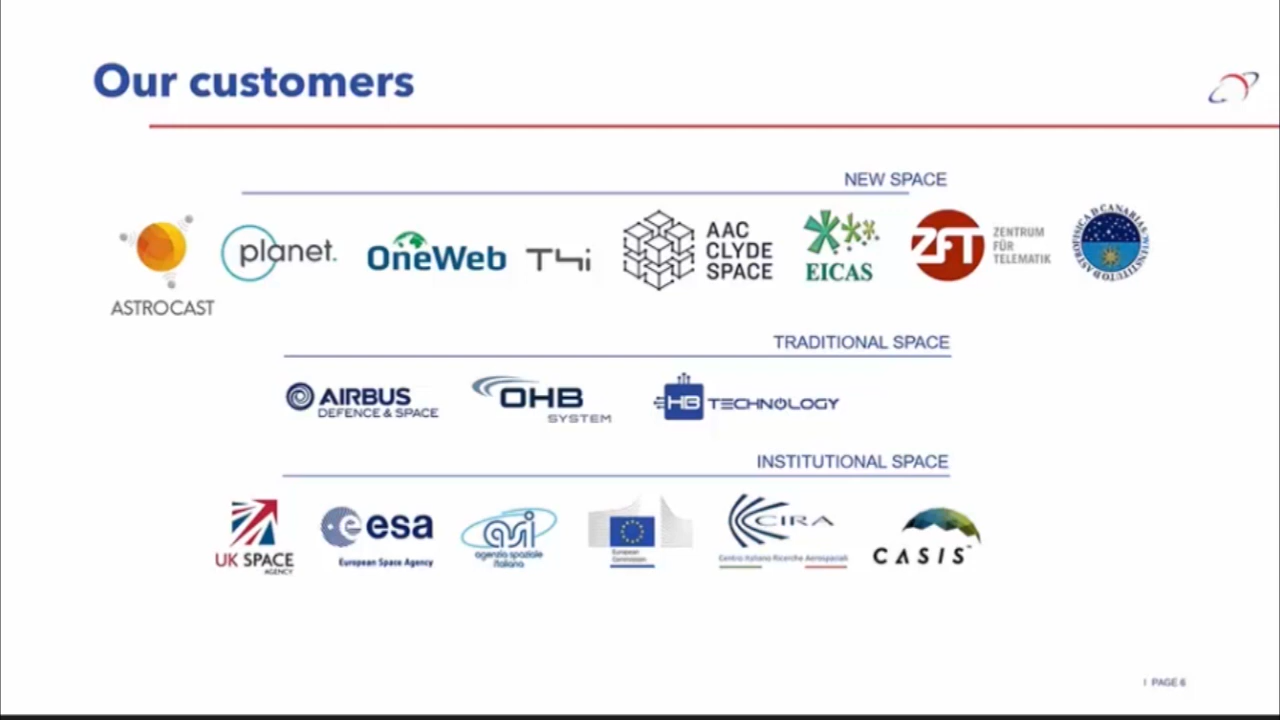 Our customers
NEW SPACE
ASTROCAST
planet.
OneWeb
T4i
AAC
CLYDE
SPACE
EICAS
ZFT
ZENTRUM
FÜR
TELEMATIK
TRADITIONAL SPACE
AIRBUS
DEFENCE & SPACE
OHB
SYSTEM
HB TECHNOLOGY
INSTITUTIONAL SPACE
UK SPACE
AGENCY
esa
European Space Agency
asi
agenzia spaziale
italiana
European
Commission
CIRA
Centro Italiano Ricerche Aerospaziali
CASIS™
| PAGE 6